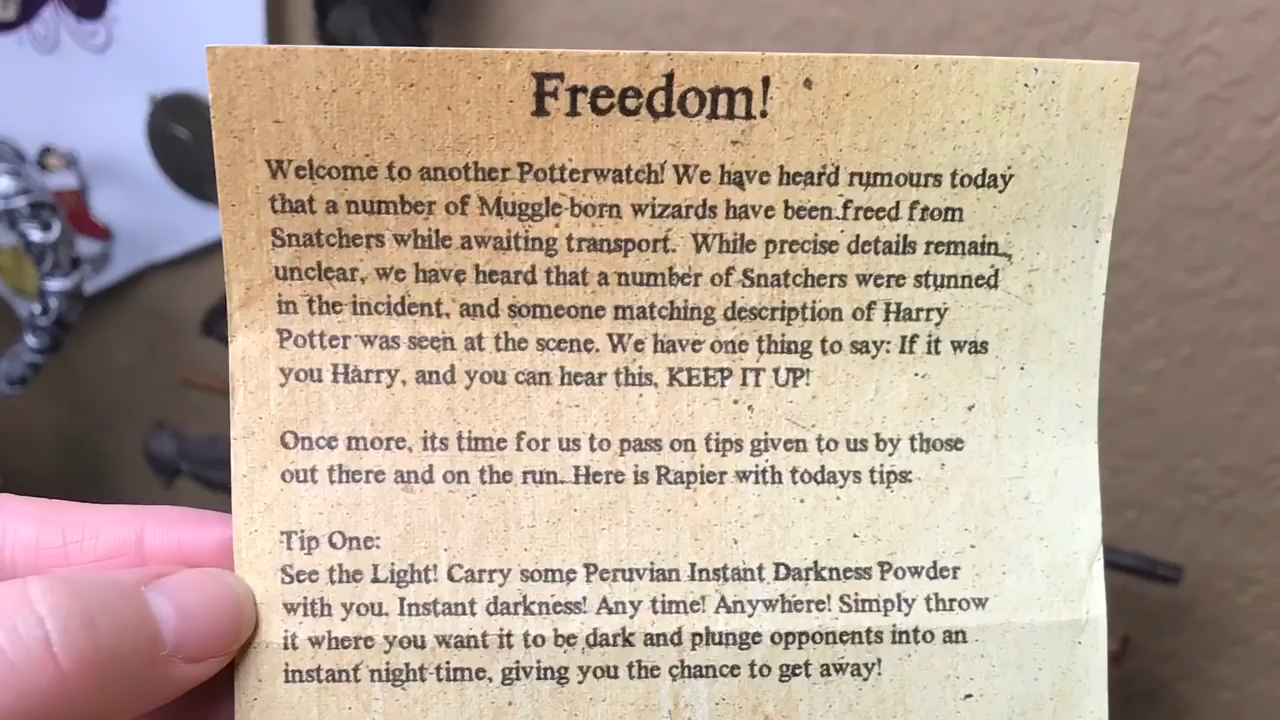 Freedom!
Welcome to another Potterwatch! We have heard rumours today
that a number of Muggle-born wizards have been freed from
Snatchers while awaiting transport. While precise details remain
unclear, we have heard that a number of Snatchers were stunned
in the incident, and someone matching description of Harry
Potter was seen at the scene. We have one thing to say: If it was
you Harry, and you can hear this, KEEP IT UP!
Once more, its time for us to pass on tips given to us by those
out there and on the run. Here is Rapier with todays tips:
Tip One:
See the Light! Carry some Peruvian Instant Darkness Powder
with you. Instant darkness! Any time! Anywhere! Simply throw
it where you want it to be dark and plunge opponents into an
instant night-time, giving you the chance to get away!